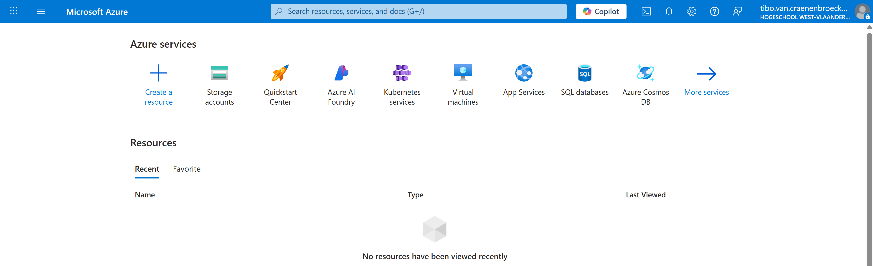 Microsoft Azure
Search resources, services, and docs (G+/)
Copilot
tibo.van.craenenbroeck...
HOGESCHOOL WEST-VLAANDER...
Azure services
Create a
resource
Storage
accounts
Quickstart
Center
Azure AI
Foundry
Kubernetes
services
Virtual
machines
App Services
SQL
SQL databases
Azure Cosmos
DB
More services
Resources
Recent
Favorite
Name
Type
Last Viewed
No resources have been viewed recently